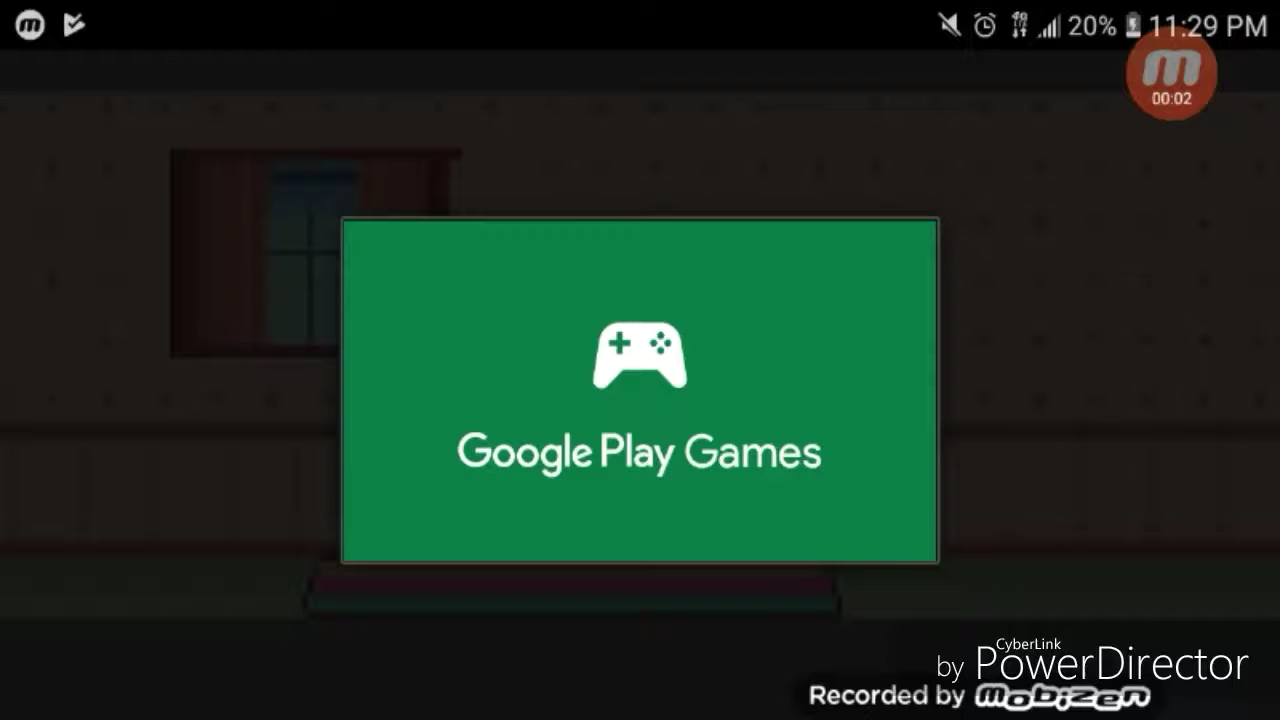 20% 11:29 PM
00:02
Google Play Games
CyberLink
by PowerDirector
Recorded by mobizen